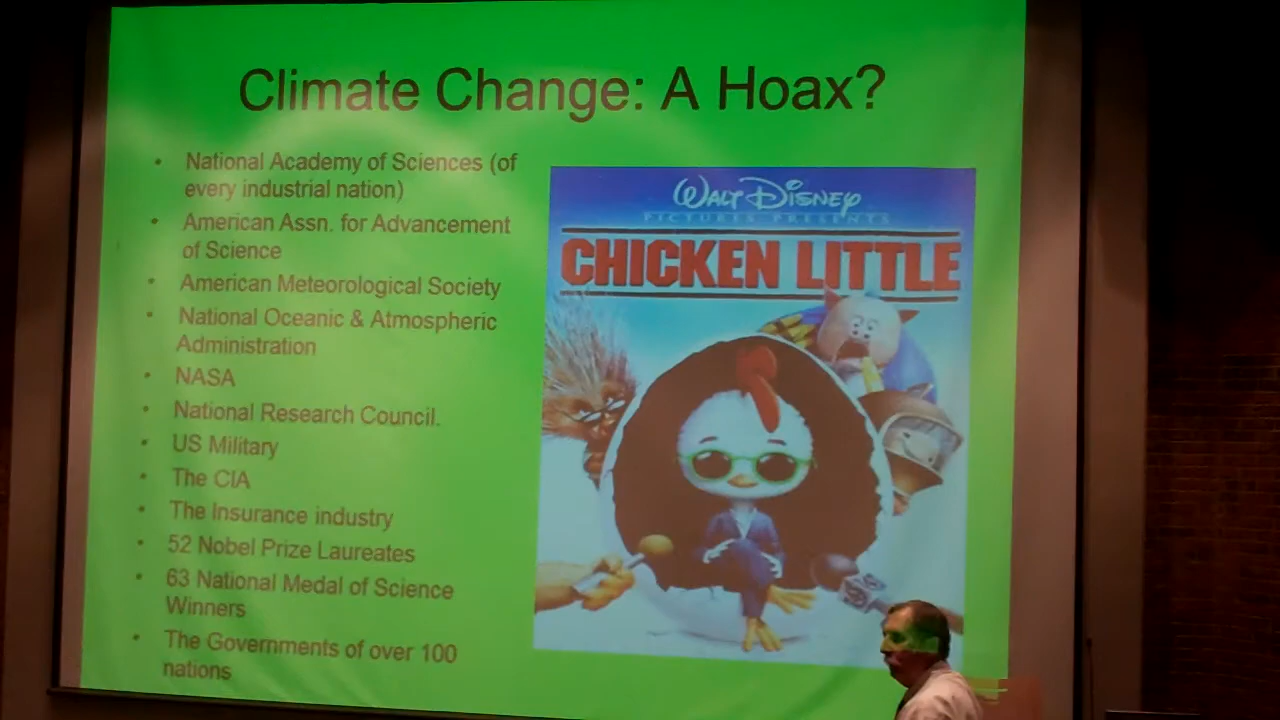 Climate Change: A Hoax?
• National Academy of Sciences (of
every industrial nation)
• American Assn. for Advancement
of Science
• American Meteorological Society
• National Oceanic & Atmospheric
Administration
• NASA
• National Research Council.
• US Military
• The CIA
• The Insurance industry
• 52 Nobel Prize Laureates
• 63 National Medal of Science
Winners
• The Governments of over 100
nations
WALT DISNEY
PICTURES PRESENTS
CHICKEN LITTLE